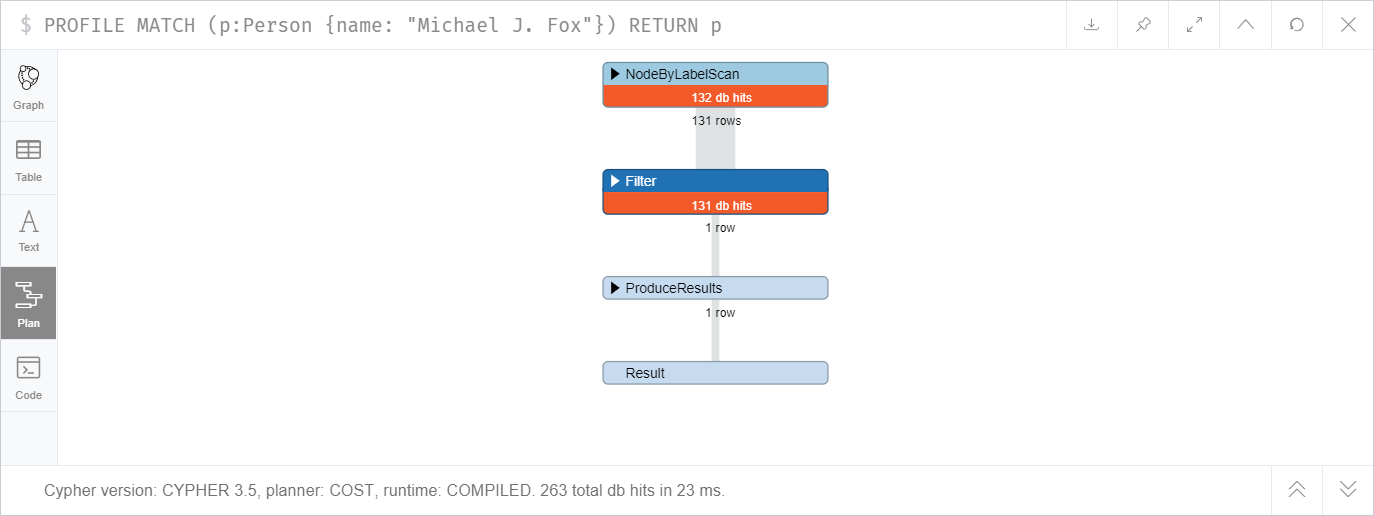 $ PROFILE MATCH (p:Person {name: "Michael J. Fox"}) RETURN p
Graph
Table
Text
Plan
Code
NodeByLabelScan
132 db hits
131 rows
Filter
131 db hits
1 row
ProduceResults
1 row
Result
Cypher version: CYPHER 3.5, planner: COST, runtime: COMPILED. 263 total db hits in 23 ms.